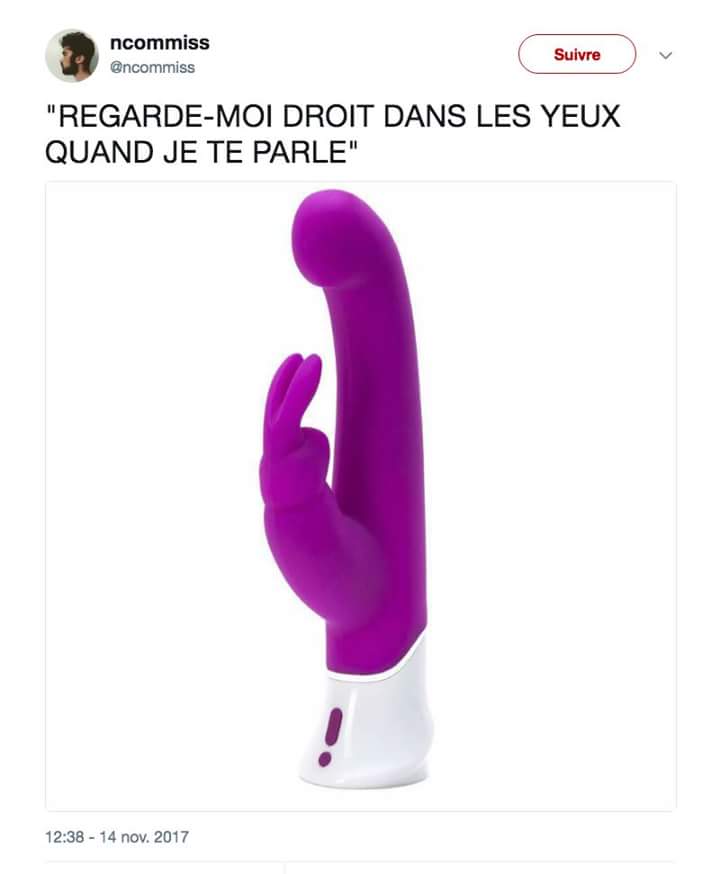 ncommiss
@ncommiss
Suivre
"REGARDE-MOI DROIT DANS LES YEUX
QUAND JE TE PARLE"
12:38 - 14 nov. 2017